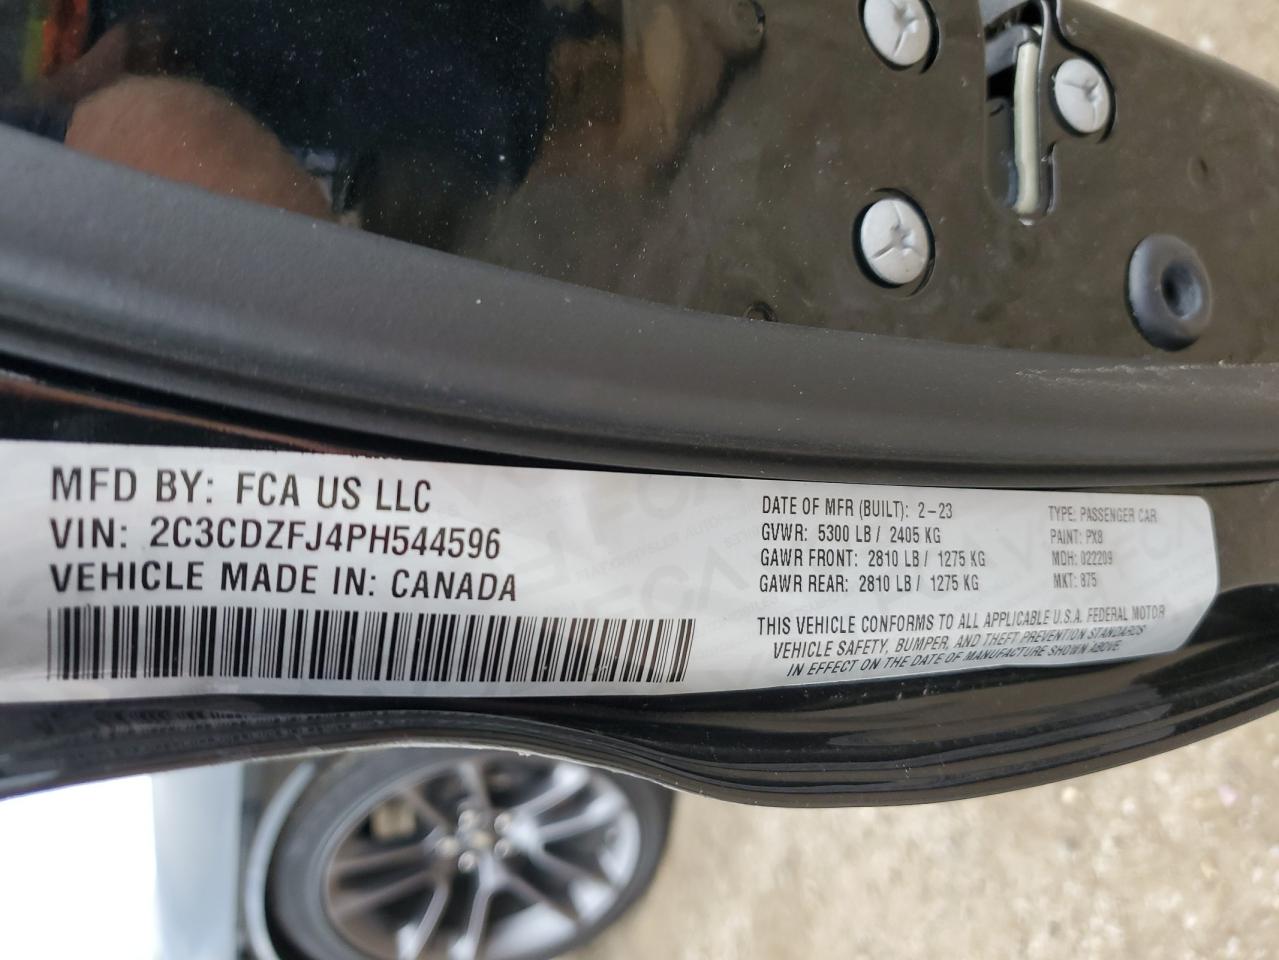 MFD BY: FCA US LLC
VIN: 2C3CDZFJ4PH544596
VEHICLE MADE IN: CANADA
DATE OF MFR (BUILT): 2-23
GVWR: 5300 LB / 2405 KG
GAWR FRONT: 2810 LB / 1275 KG
GAWR REAR: 2810 LB / 1275 KG
TYPE: PASSENGER CAR
PAINT: PX8
MDH: 022209
MKT: 875
THIS VEHICLE CONFORMS TO ALL APPLICABLE U.S.A. FEDERAL MOTOR
VEHICLE SAFETY, BUMPER, AND THEFT PREVENTION STANDARDS
IN EFFECT ON THE DATE OF MANUFACTURE SHOWN ABOVE